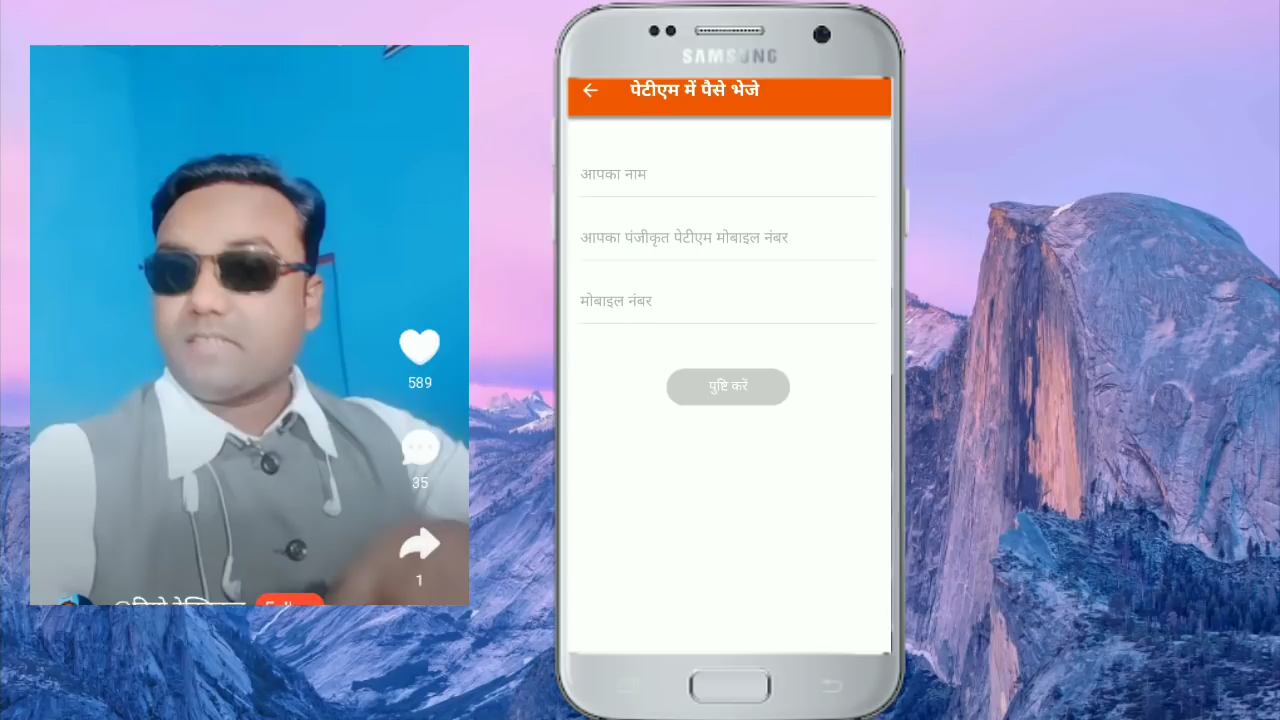 589
35
1
SAMSUNG
पेटीएम में पैसे भेजे
आपका नाम
आपका पंजीकृत पेटीएम मोबाइल नंबर
मोबाइल नंबर
पुष्टि करें